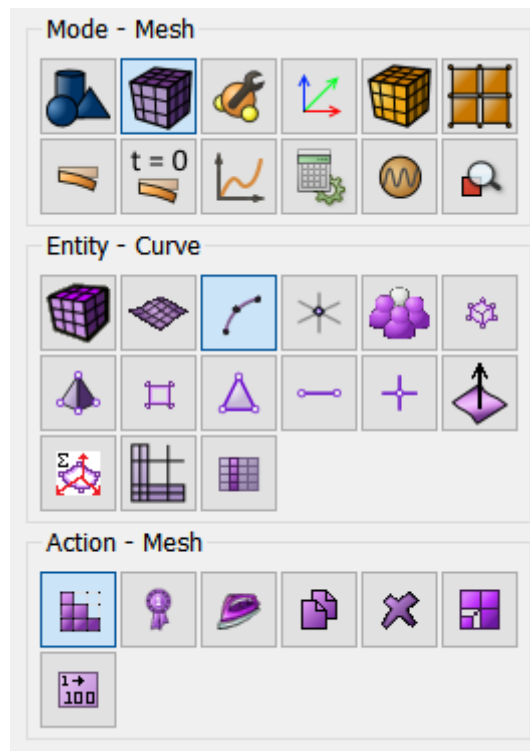 Mode - Mesh
t = 0
Entity - Curve
Σ
Action - Mesh
1→
100